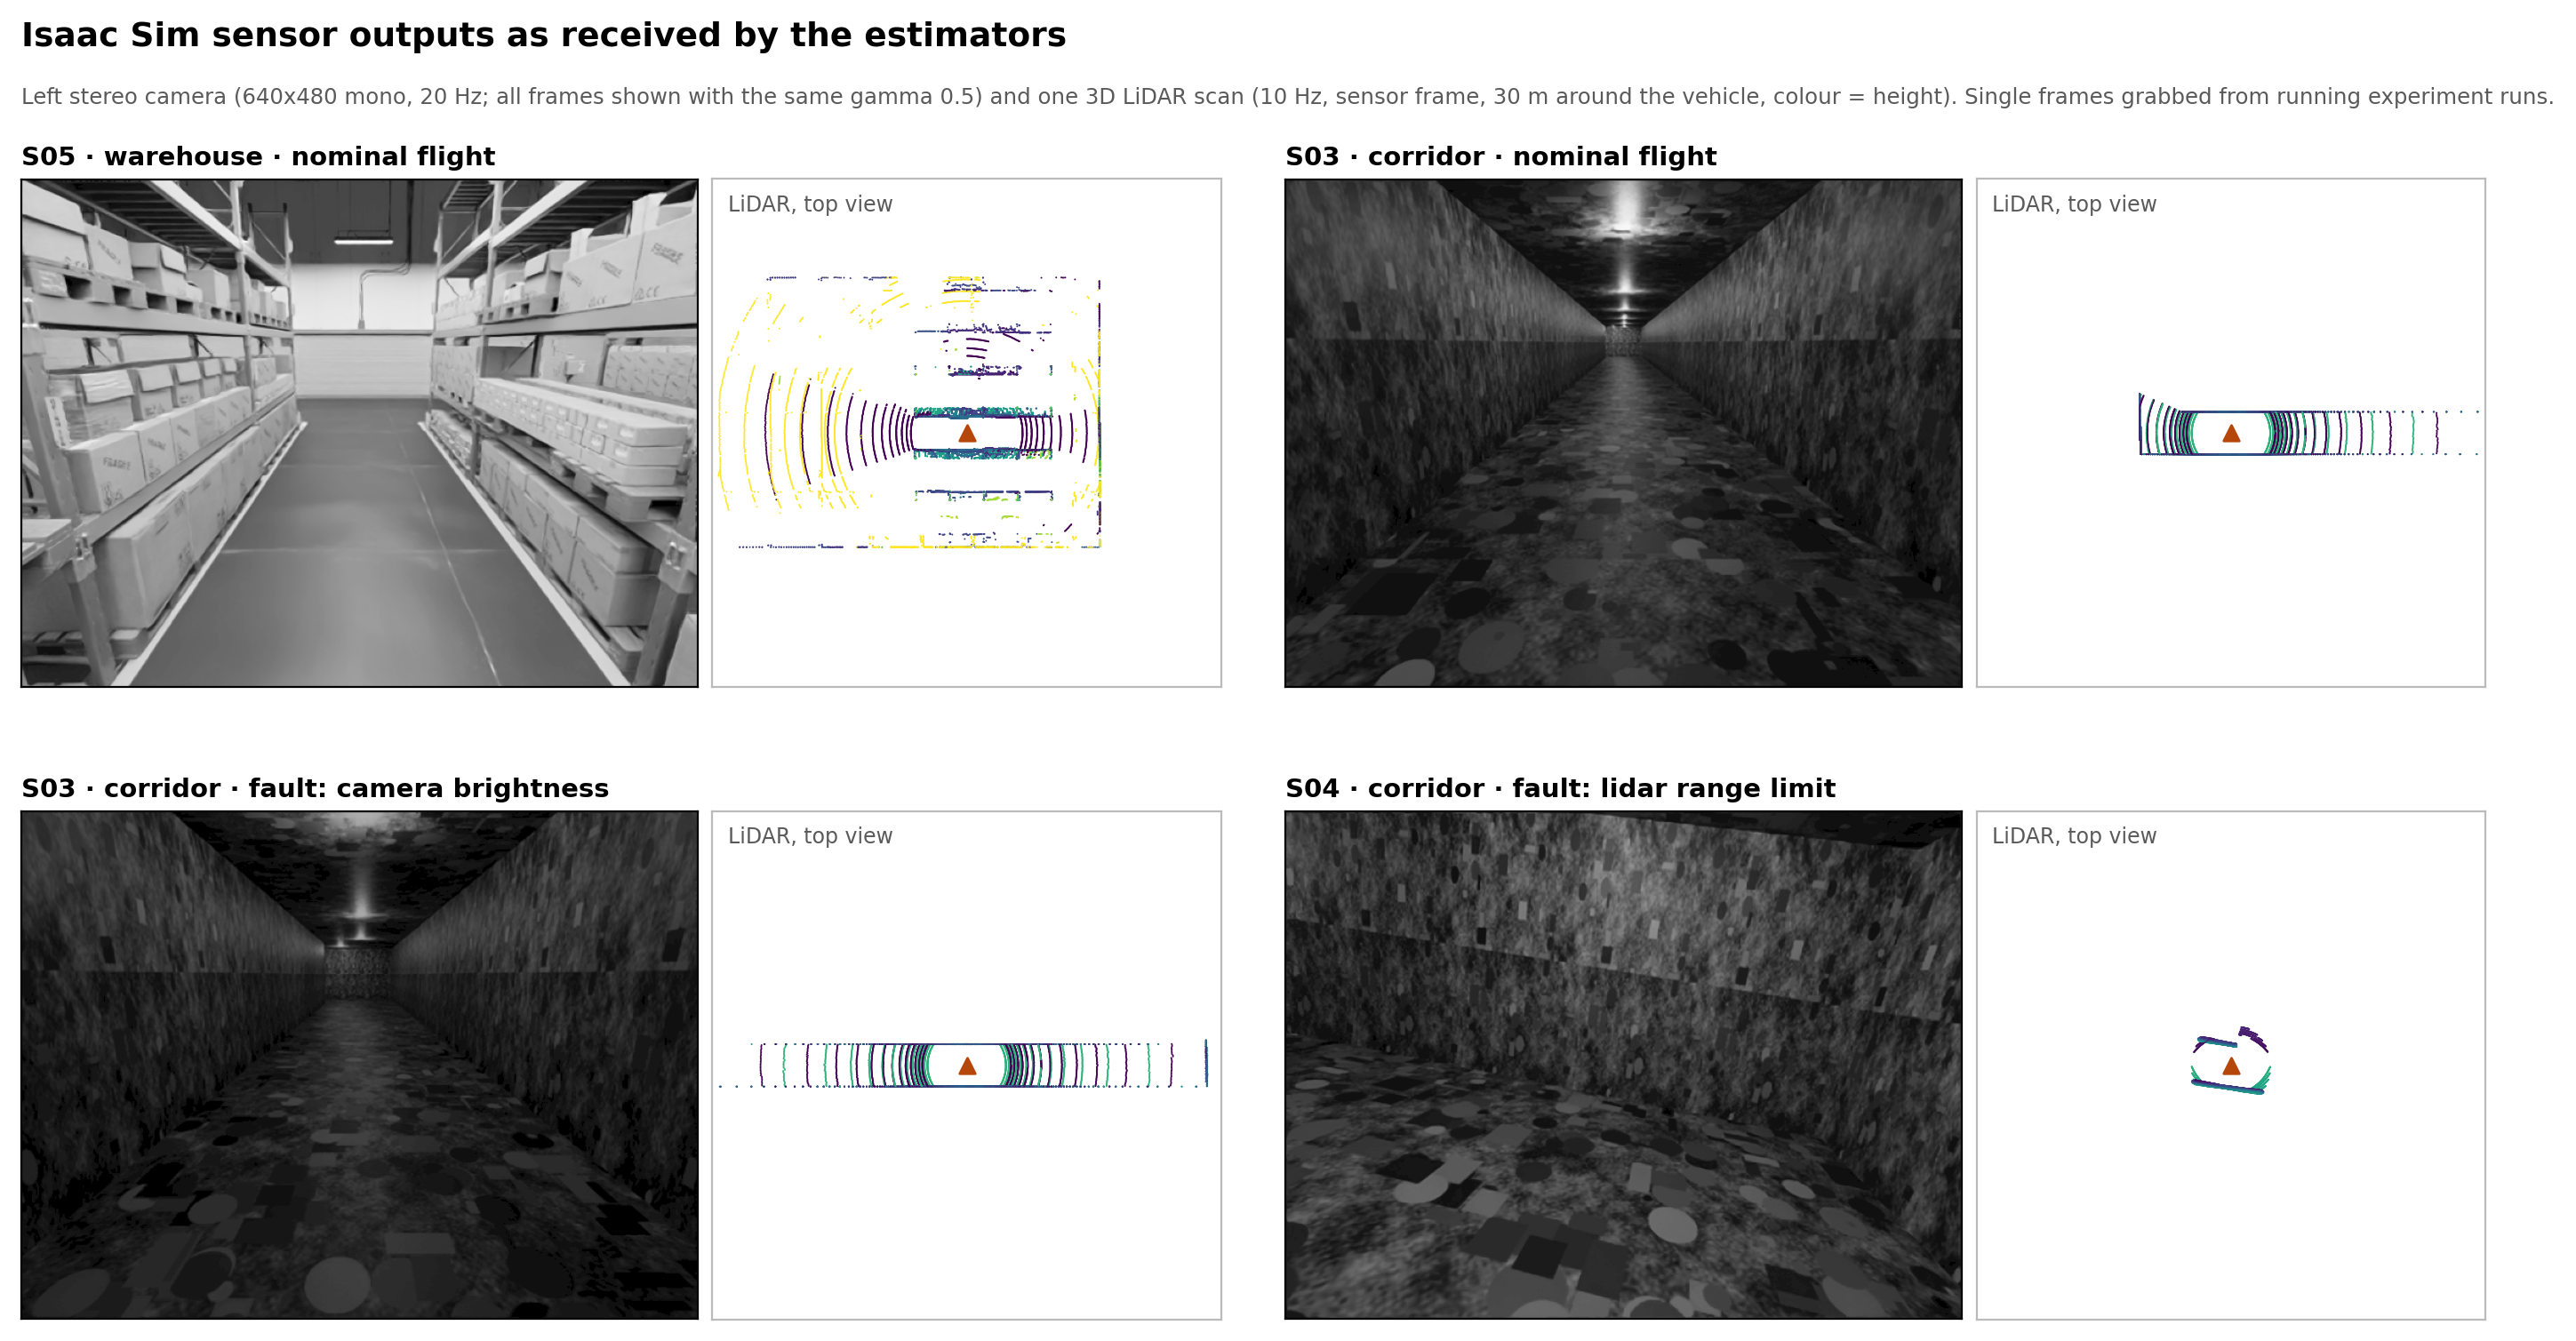 Isaac Sim sensor outputs as received by the estimators
Left stereo camera (640x480 mono, 20 Hz; all frames shown with the same gamma 0.5) and one 3D LiDAR scan (10 Hz, sensor frame, 30 m around the vehicle, colour = height). Single frames grabbed from running experiment runs.
S05 · warehouse · nominal flight
LiDAR, top view
S03 · corridor · nominal flight
LiDAR, top view
S03 · corridor · fault: camera brightness
LiDAR, top view
S04 · corridor · fault: lidar range limit
LiDAR, top view